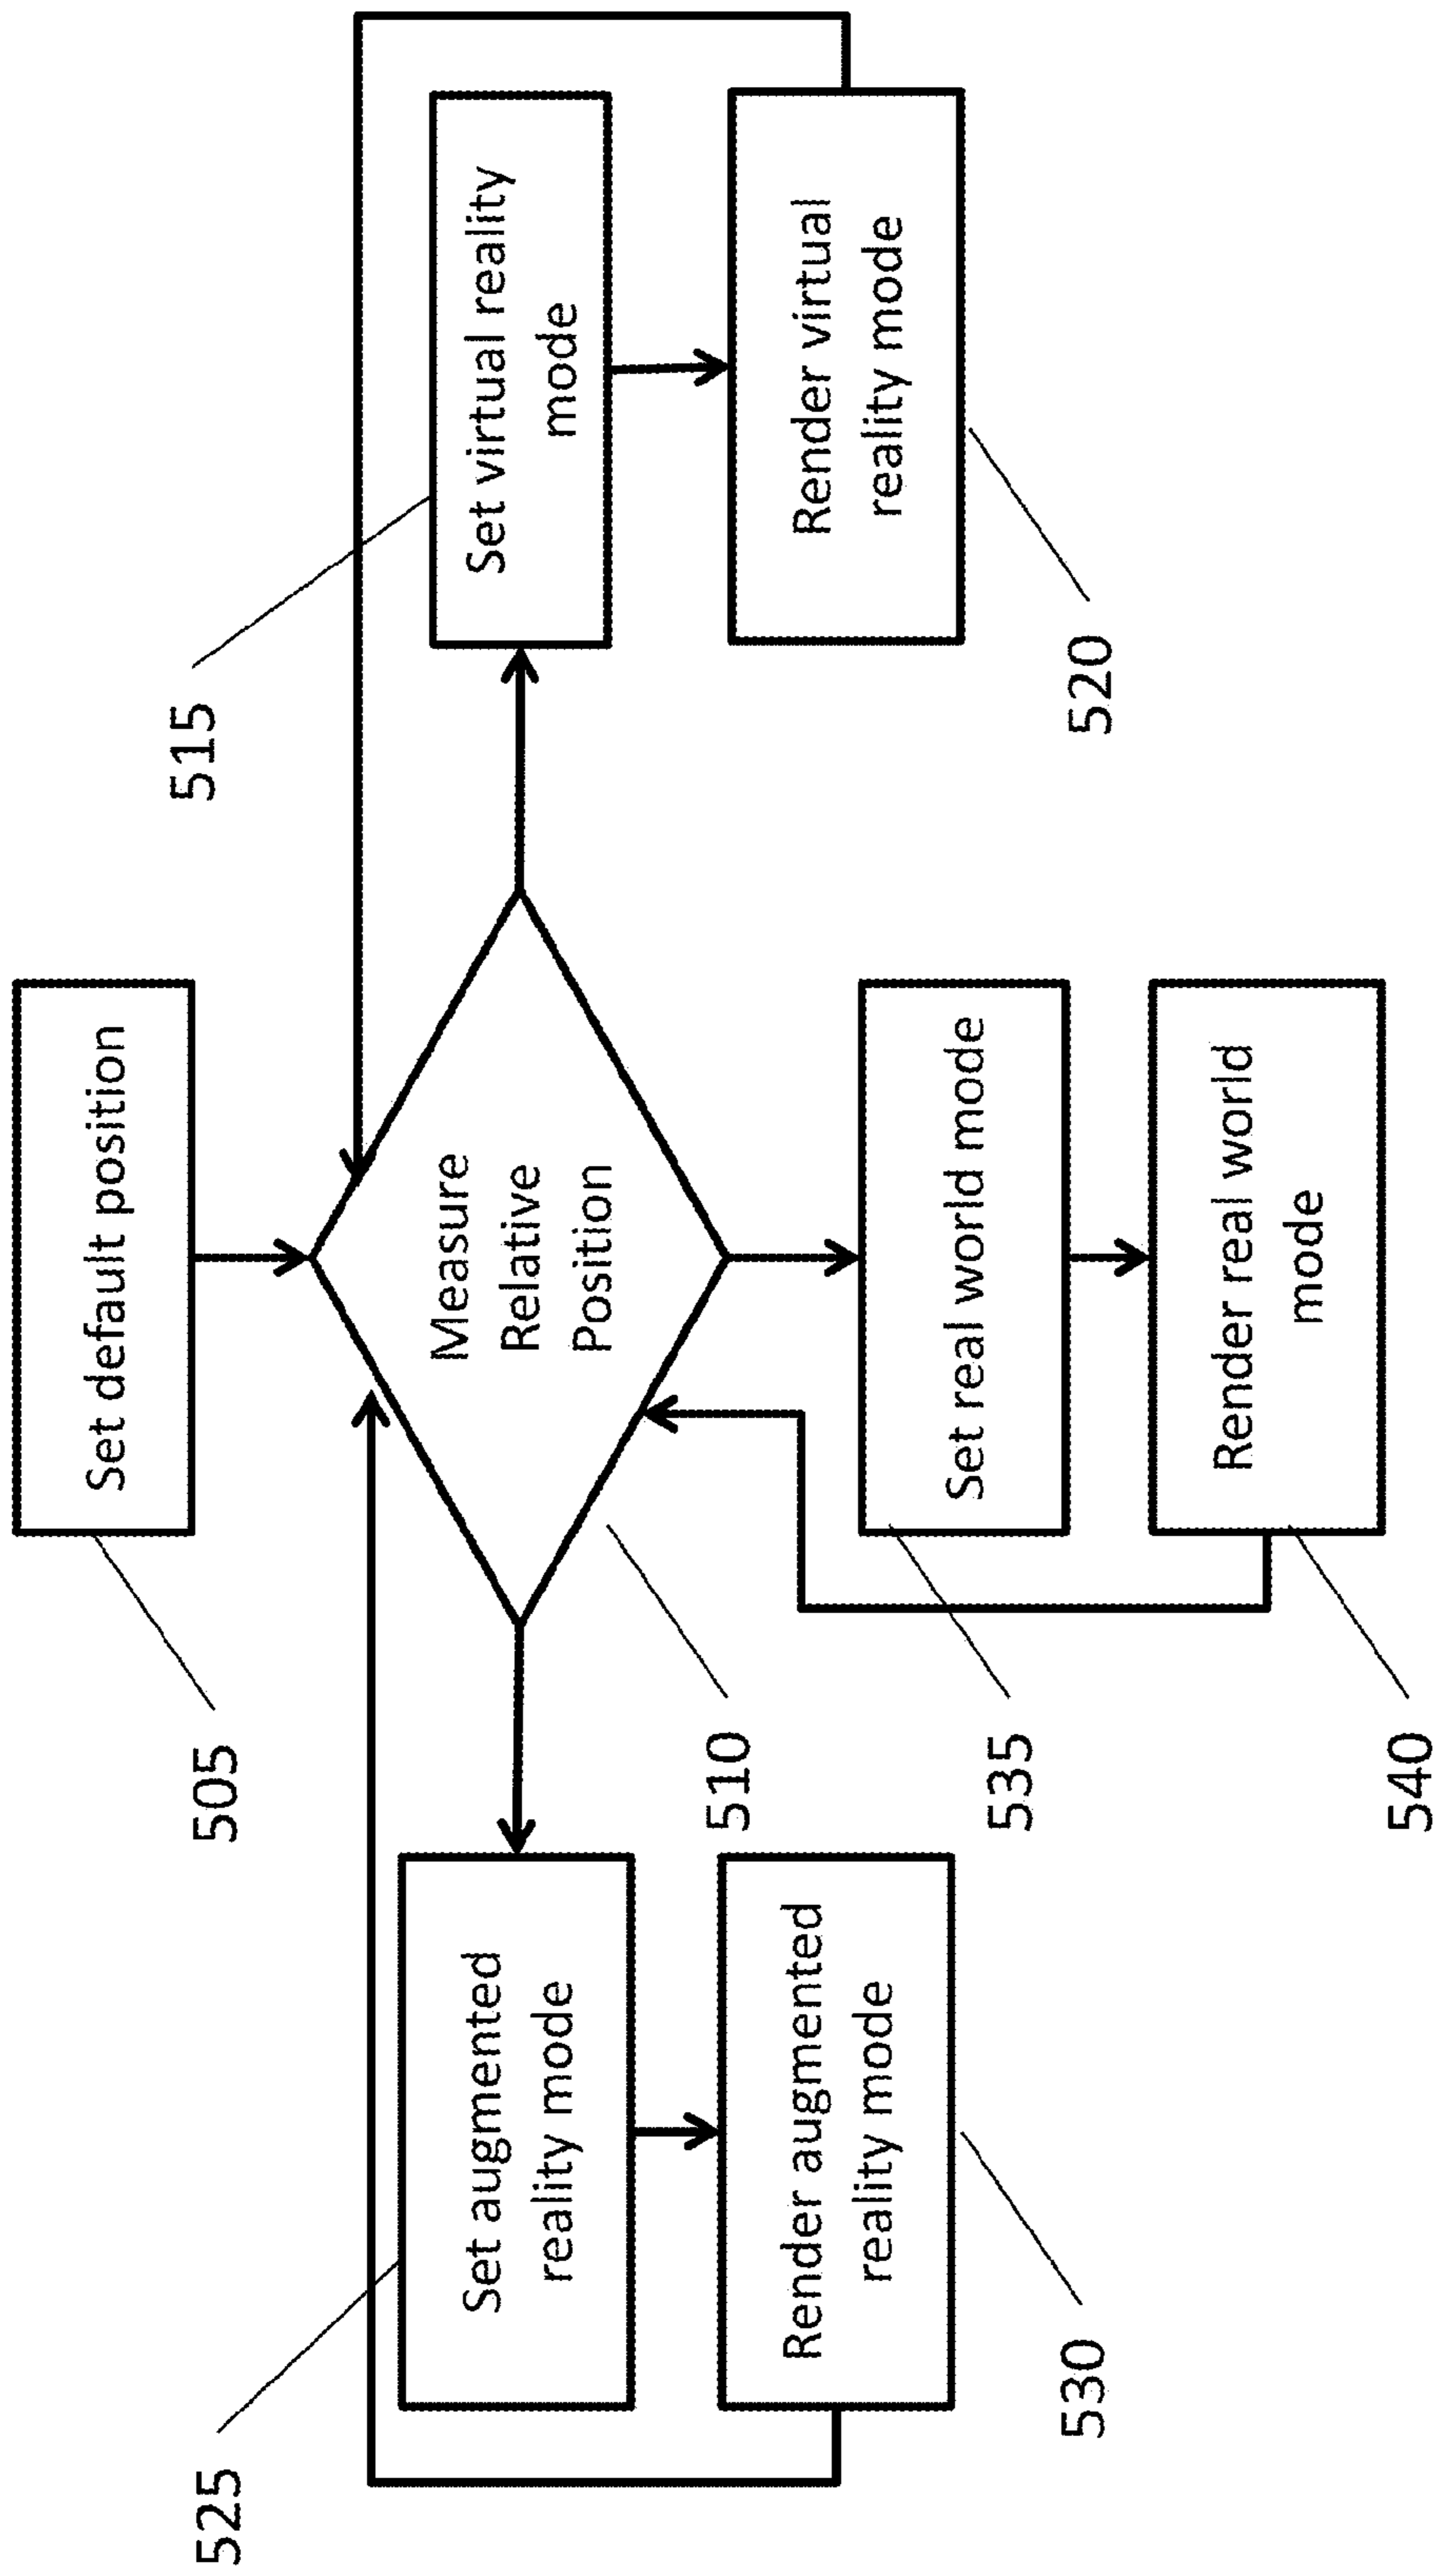 Set default position
505
515
Measure
Relative
Position
510
Set augmented
reality mode
525
Set virtual reality
mode
Render augmented
reality mode
530
Render virtual
reality mode
520
Set real world mode
535
Render real world
mode
540